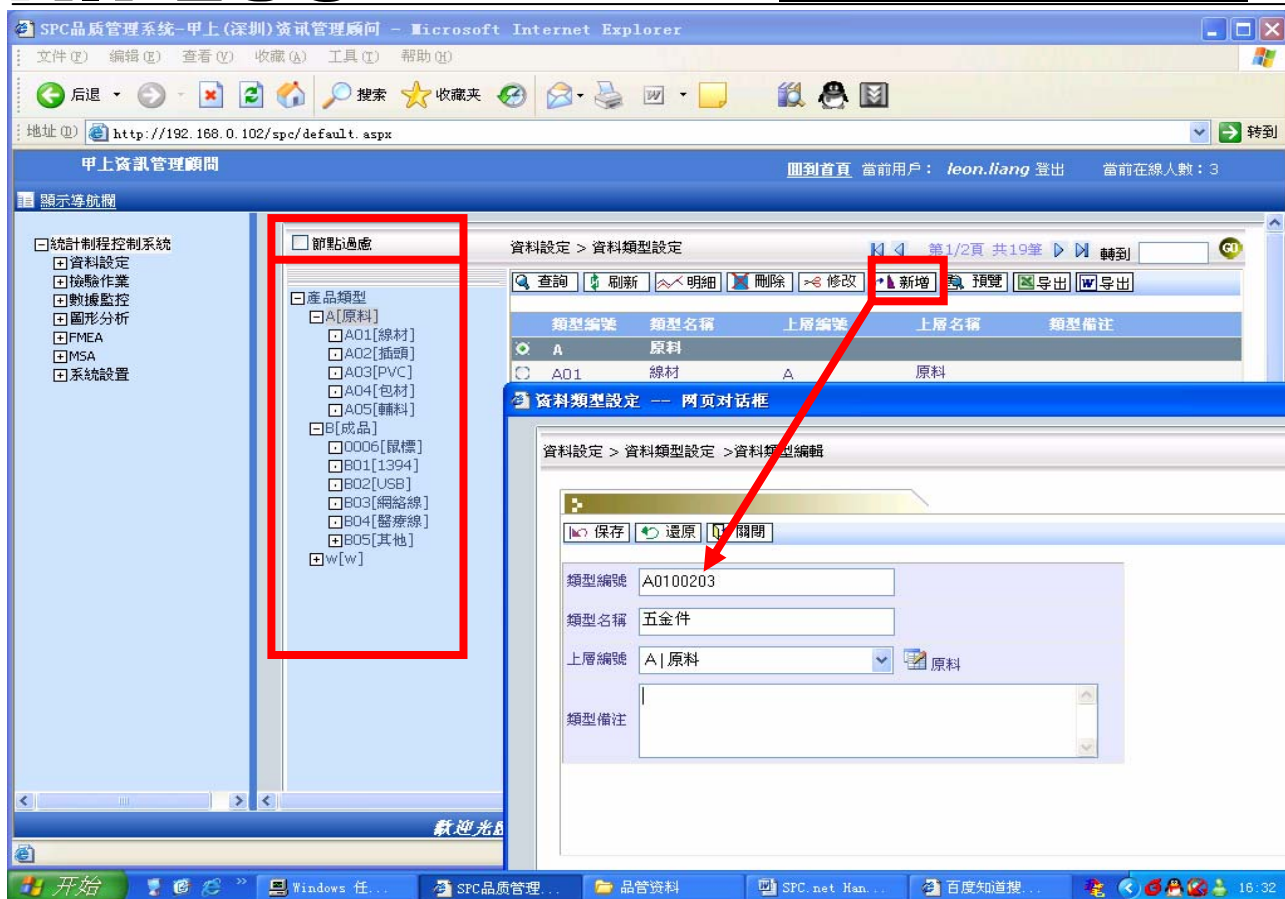 SPC品质管理系统-甲上(深圳)资讯管理顾问 - Microsoft Internet Explorer
文件(F) 编辑(E) 查看(V) 收藏(A) 工具(T) 帮助(H)
后退 搜索 收藏夹
地址(D) http://192.168.0.102/spc/default.aspx 转到
甲上資訊管理顧問 回到首頁 當前用戶： leon.liang 登出 當前在線人數：3
顯示導航欄
統計制程控制系統
資料設定
檢驗作業
數據監控
圖形分析
FMEA
MSA
系統設置
節點過慮
產品類型
A[原料]
A01[線材]
A02[插頭]
A03[PVC]
A04[包材]
A05[輔料]
B[成品]
0006[鼠標]
B01[1394]
B02[USB]
B03[網絡線]
B04[醫療線]
B05[其他]
w[w]
資料設定 > 資料類型設定 第1/2頁 共19筆 轉到 GO
查詢 刷新 明細 刪除 修改 新增 預覽 导出 导出
類型編號 類型名稱 上層編號 上層名稱 類型備注
A 原料
A01 線材 A 原料
资料類型設定 -- 网页对话框
資料設定 > 資料類型設定 >資料類型編輯
保存 還原 關閉
類型編號 A0100203
類型名稱 五金件
上層編號 A|原料 原料
類型備注
歡迎光
开始 Windows 任... SPC品质管理... 品管资料 SPC.net Han... 百度知道搜... 16:32